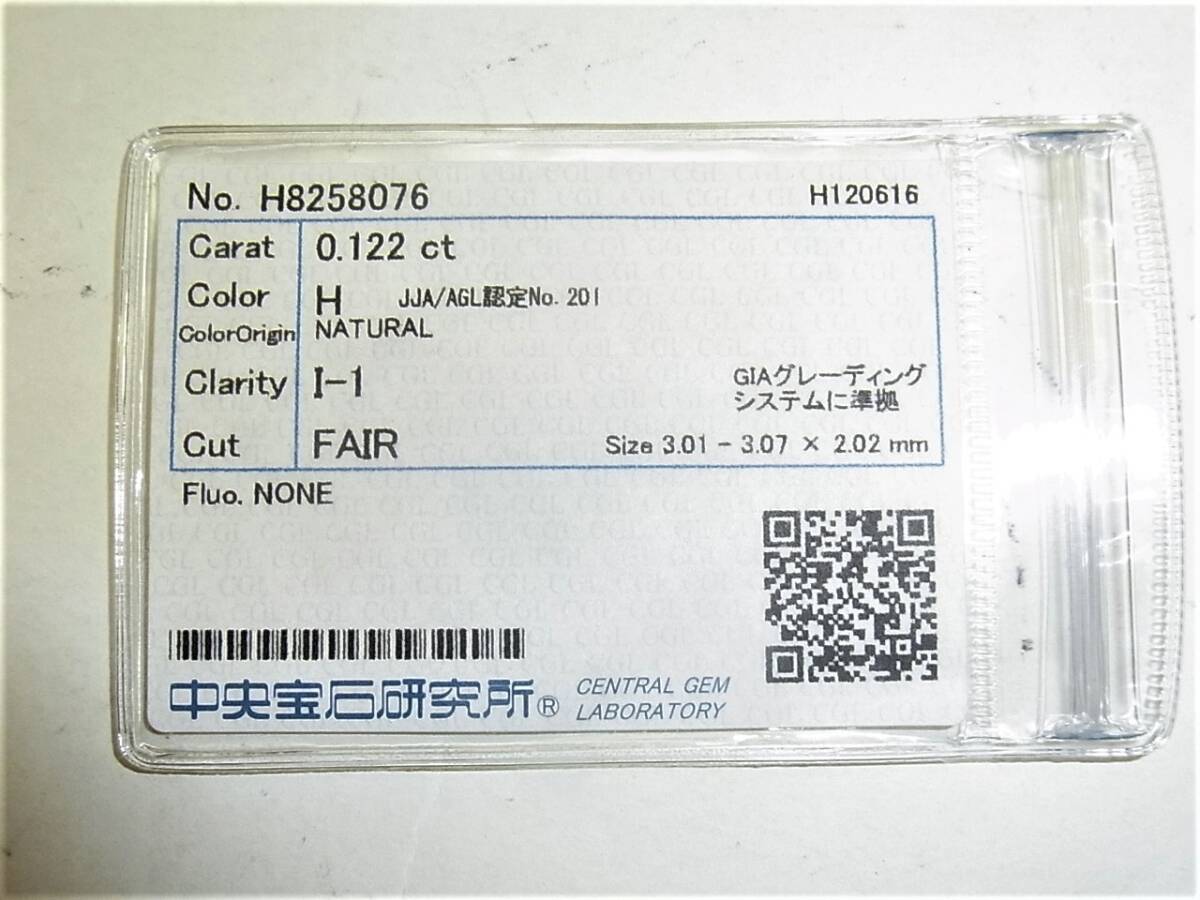 No. H8258076 H120616
Carat 0.122 ct
Color H JJA/AGL認定No. 201
ColorOrigin NATURAL
Clarity I-1 GIAグレーディング
システムに準拠
Cut FAIR Size 3.01 - 3.07 × 2.02 mm
Fluo. NONE
中央宝石研究所® CENTRAL GEM
LABORATORY